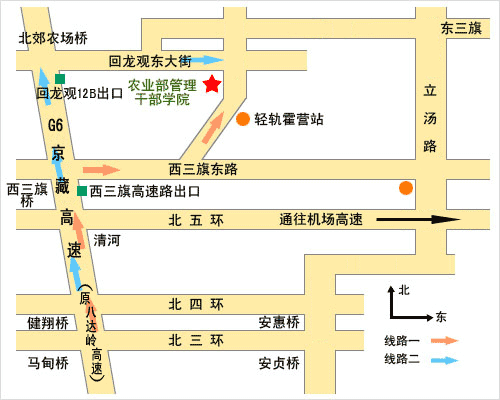 东三旗
北郊农场桥
回龙观东大街
农业部管理
干部学院
回龙观12B出口
立汤路
轻轨霍营站
G6京藏高速
(原八达岭高速)
西三旗东路
西三旗
桥
西三旗高速路出口
北五环
通往机场高速
清河
北四环
北
东
健翔桥
安惠桥
北三环
线路一
线路二
马甸桥
安贞桥